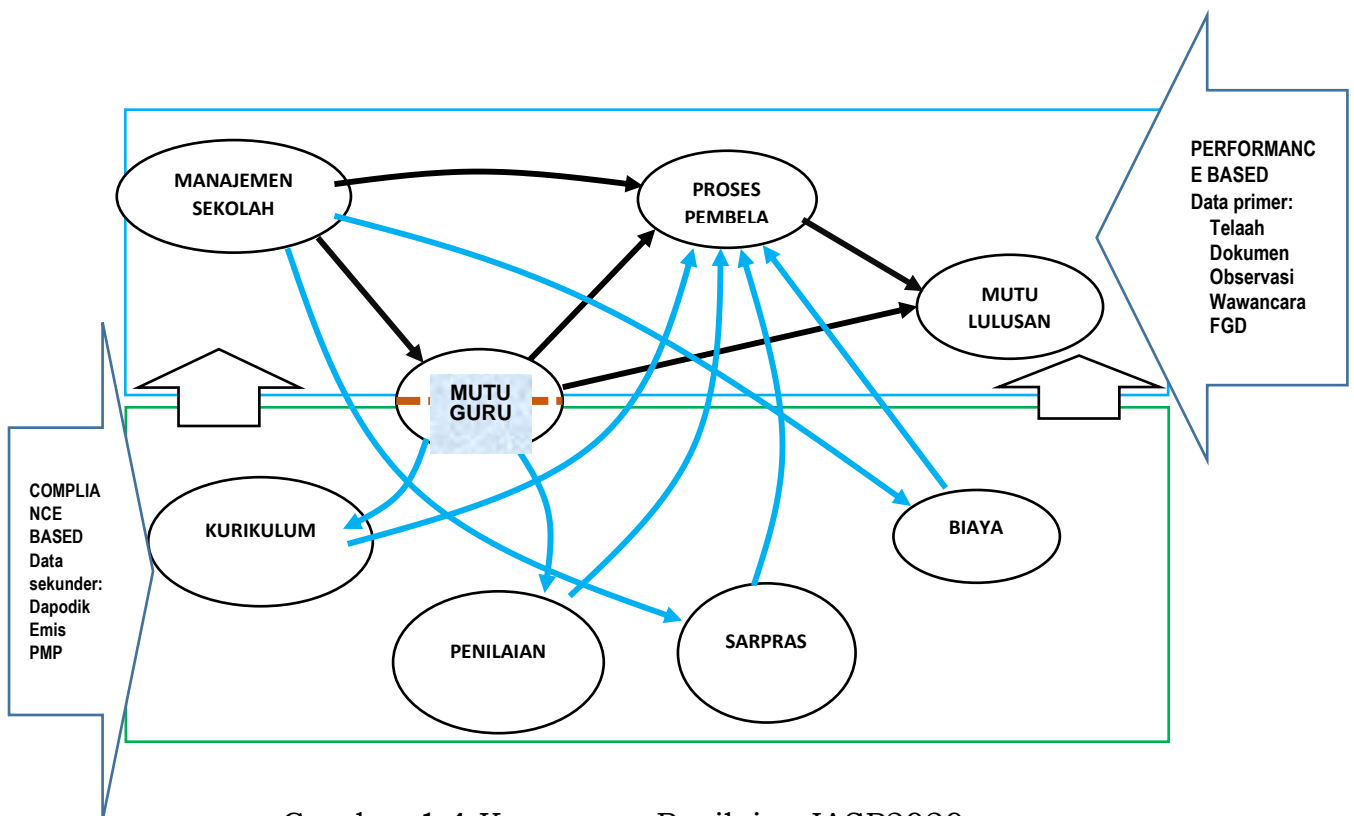 MANAJEMEN
SEKOLAH
PROSES
PEMBELA
MUTU
LULUSAN
PERFORMANC
E BASED
Data primer:
Telaah
Dokumen
Observasi
Wawancara
FGD
MUTU
GURU
COMPLIA
NCE
BASED
Data
sekunder:
Dapodik
Emis
PMP
KURIKULUM
BIAYA
PENILAIAN
SARPRAS